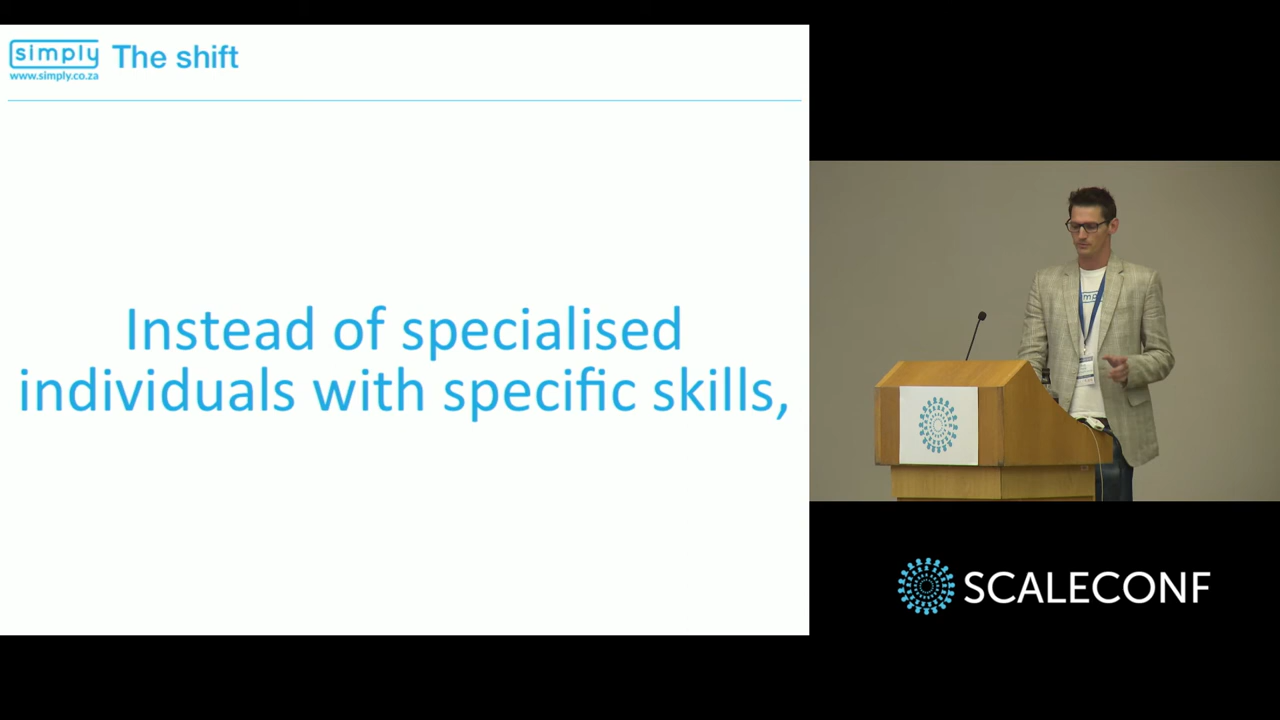 simply
www.simply.co.za
The shift
Instead of specialised
individuals with specific skills,
SCALECONF